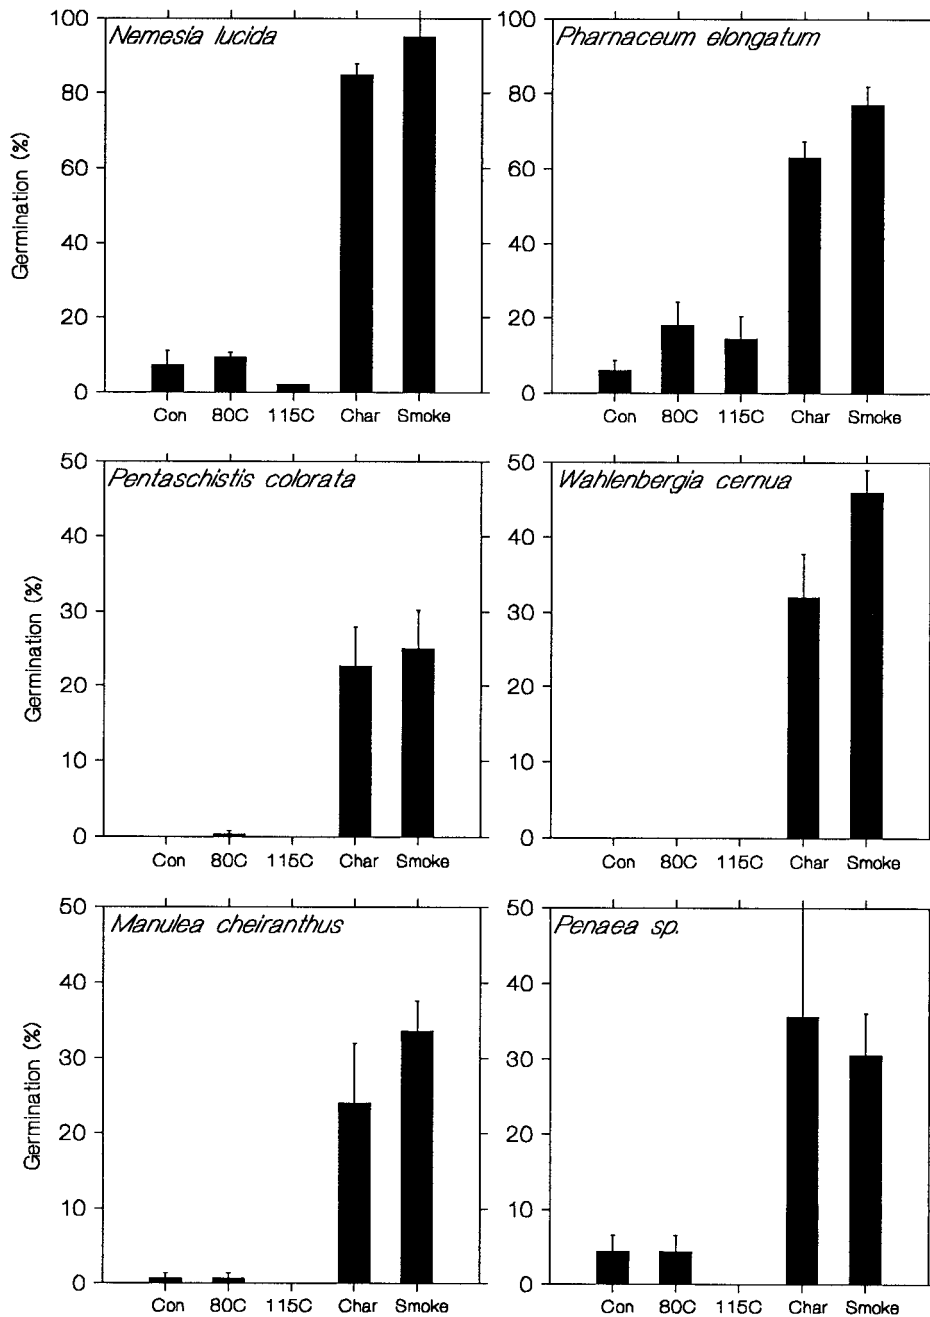 Nemesia lucida
Germination (%)
100
80
60
40
20
0
Con 80C 115C Char Smoke
Pharnaceum elongatum
100
80
60
40
20
0
Con 80C 115C Char Smoke
Pentaschistis colorata
Germination (%)
50
40
30
20
10
0
Con 80C 115C Char Smoke
Wahlenbergia cernua
50
40
30
20
10
0
Con 80C 115C Char Smoke
Manulea cheiranthus
Germination (%)
50
40
30
20
10
0
Con 80C 115C Char Smoke
Penaea sp.
50
40
30
20
10
0
Con 80C 115C Char Smoke